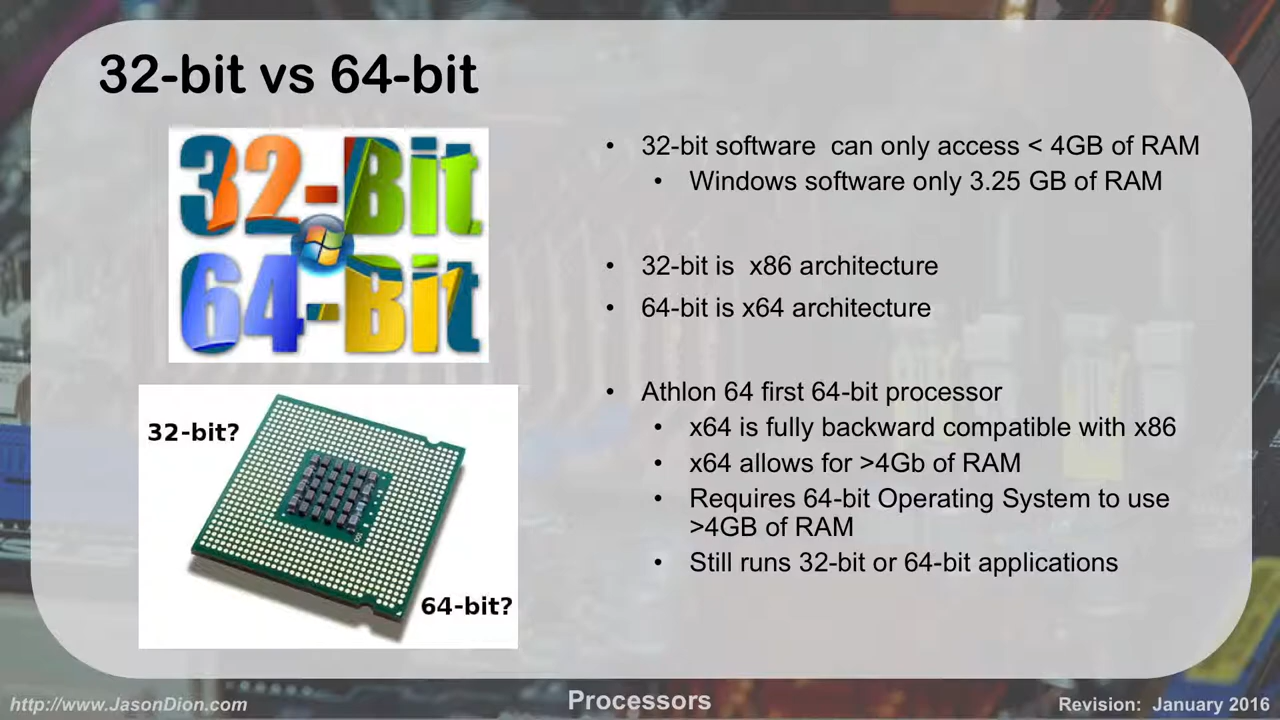 32-bit vs 64-bit
32-Bit
64-Bit
32-bit?
64-bit?
• 32-bit software  can only access < 4GB of RAM
• Windows software only 3.25 GB of RAM
• 32-bit is  x86 architecture
• 64-bit is x64 architecture
• Athlon 64 first 64-bit processor
• x64 is fully backward compatible with x86
• x64 allows for >4Gb of RAM
• Requires 64-bit Operating System to use
>4GB of RAM
• Still runs 32-bit or 64-bit applications
http://www.JasonDion.com
Processors
Revision:  January 2016